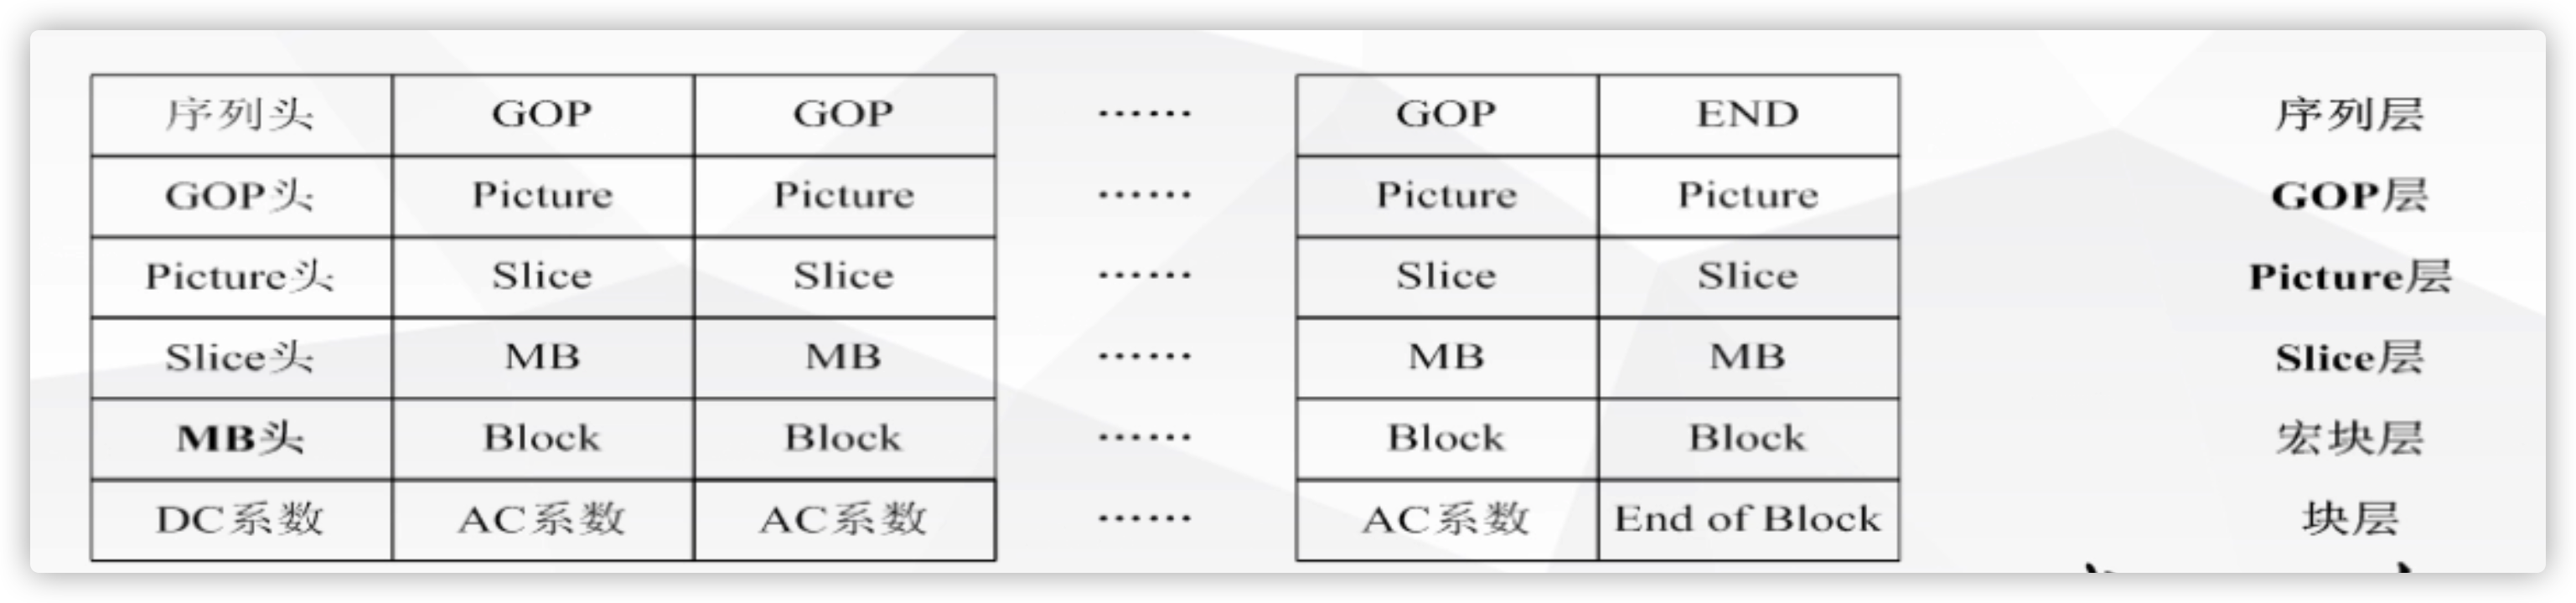 序列头 GOP GOP …… GOP END 序列层
GOP头 Picture Picture …… Picture Picture GOP层
Picture头 Slice Slice …… Slice Slice Picture层
Slice头 MB MB …… MB MB Slice层
MB头 Block Block …… Block Block 宏块层
DC系数 AC系数 AC系数 …… AC系数 End of Block 块层